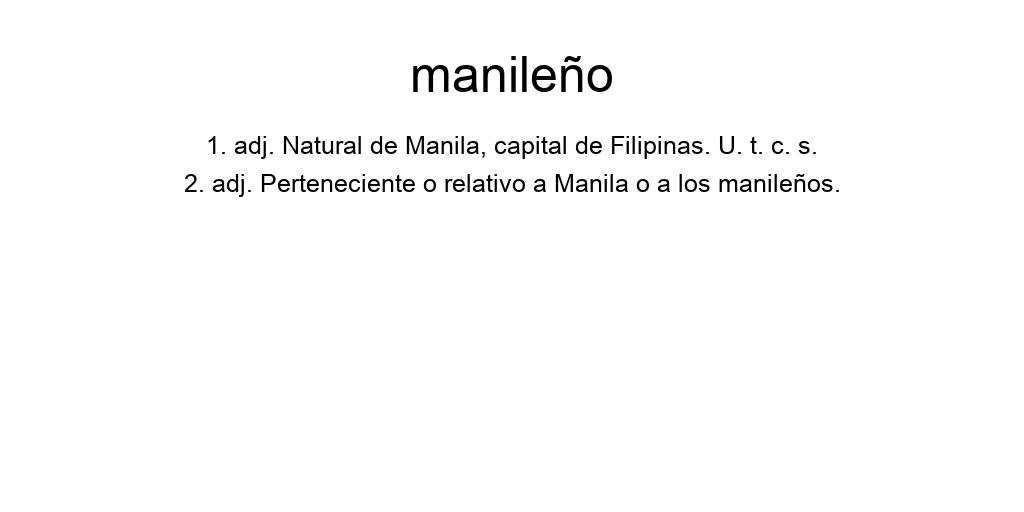 manileño
1. adj. Natural de Manila, capital de Filipinas. U. t. c. s.
2. adj. Perteneciente o relativo a Manila o a los manileños.